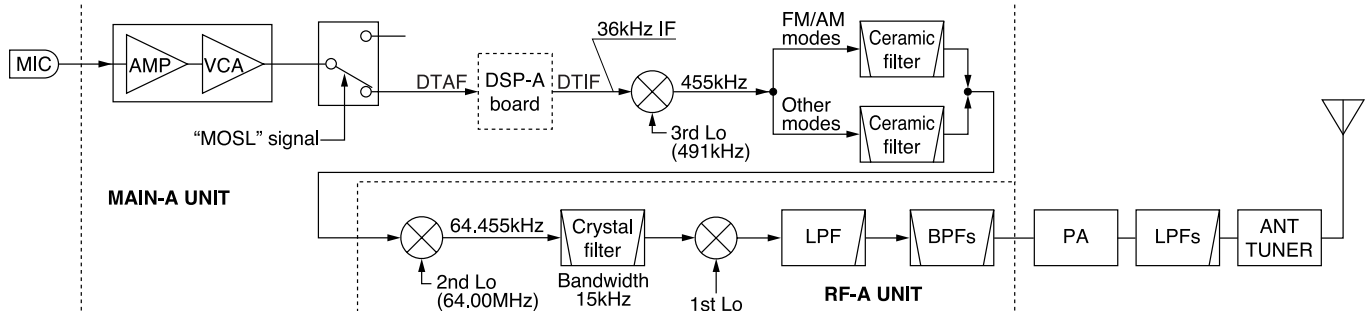 MIC
AMP
VCA
"MOSL" signal
MAIN-A UNIT
DTAF
DSP-A
board
DTIF
36kHz IF
3rd Lo
(491kHz)
455kHz
FM/AM
modes
Ceramic
filter
Other
modes
Ceramic
filter
64.455kHz
2nd Lo
(64.00MHz)
Crystal
filter
Bandwidth
15kHz
1st Lo
LPF
BPFs
RF-A UNIT
PA
LPFs
ANT
TUNER